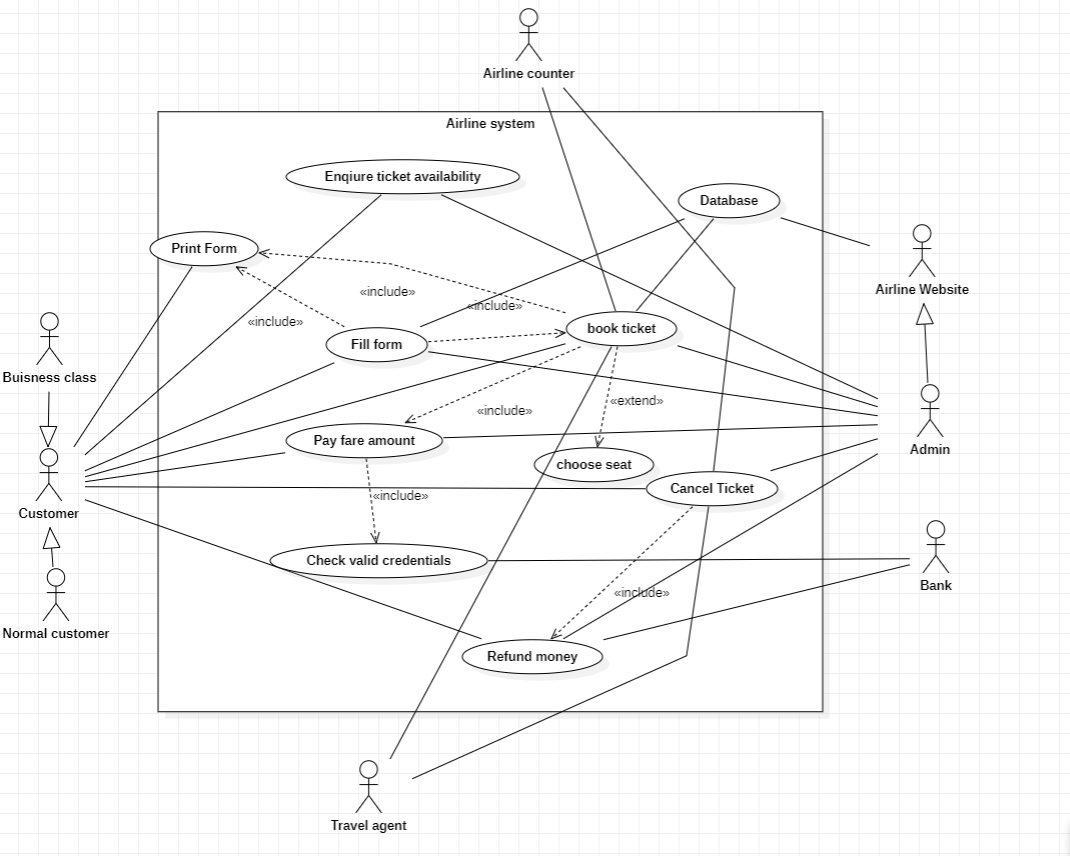 Airline counter
Airline system
Enqiure ticket availability
Database
Print Form
Airline Website
«include»
«include»
«include»
book ticket
Fill form
Buisness class
«extend»
«include»
Pay fare amount
Admin
choose seat
Cancel Ticket
«include»
Customer
Check valid credentials
Bank
«include»
Normal customer
Refund money
Travel agent